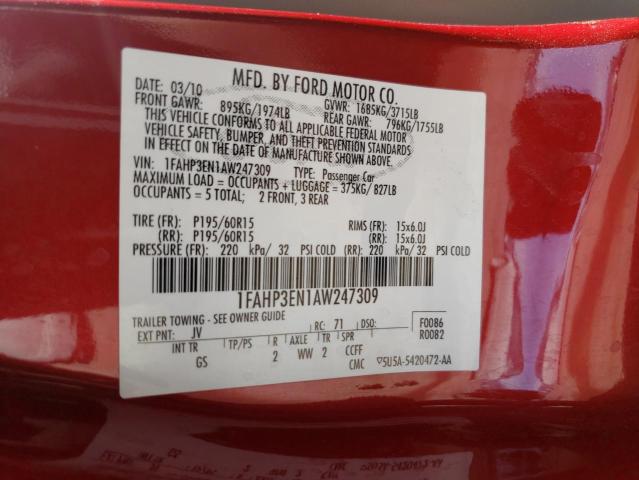 MFD. BY FORD MOTOR CO.
DATE: 03/10
GVWR: 1685KG/3715LB
FRONT GAWR: 895KG/1974LB REAR GAWR: 796KG/1755LB
THIS VEHICLE CONFORMS TO ALL APPLICABLE FEDERAL MOTOR
VEHICLE SAFETY, BUMPER, AND THEFT PREVENTION STANDARDS
IN EFFECT ON THE DATE OF MANUFACTURE SHOWN ABOVE.
VIN: 1FAHP3EN1AW247309 TYPE: Passenger Car
MAXIMUM LOAD = OCCUPANTS + LUGGAGE = 375KG/ 827LB
OCCUPANTS = 5 TOTAL; 2 FRONT, 3 REAR
TIRE (FR): P195/60R15 RIMS (FR): 15x6.0J
(RR): P195/60R15 (RR): 15x6.0J
PRESSURE (FR): 220 kPa/ 32 PSI COLD (RR): 220 kPa/ 32 PSI COLD
1FAHP3EN1AW247309
TRAILER TOWING - SEE OWNER GUIDE
EXT PNT: JV RC: 71 DSO: F0086
R0082
INT TR TP/PS R AXLE TR SPR
GS 2 WW 2 CCFF
CMC 5U5A-5420472-AA